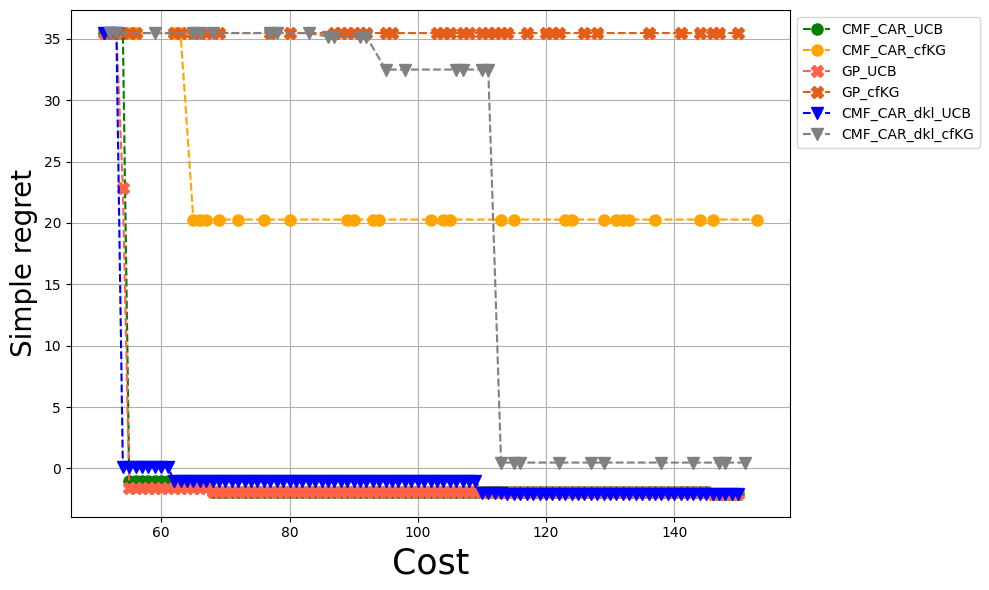 CMF_CAR_UCB
CMF_CAR_cfKG
GP_UCB
GP_cfKG
CMF_CAR_dkl_UCB
CMF_CAR_dkl_cfKG
Simple regret
35
30
25
20
15
10
5
0
60 80 100 120 140
Cost